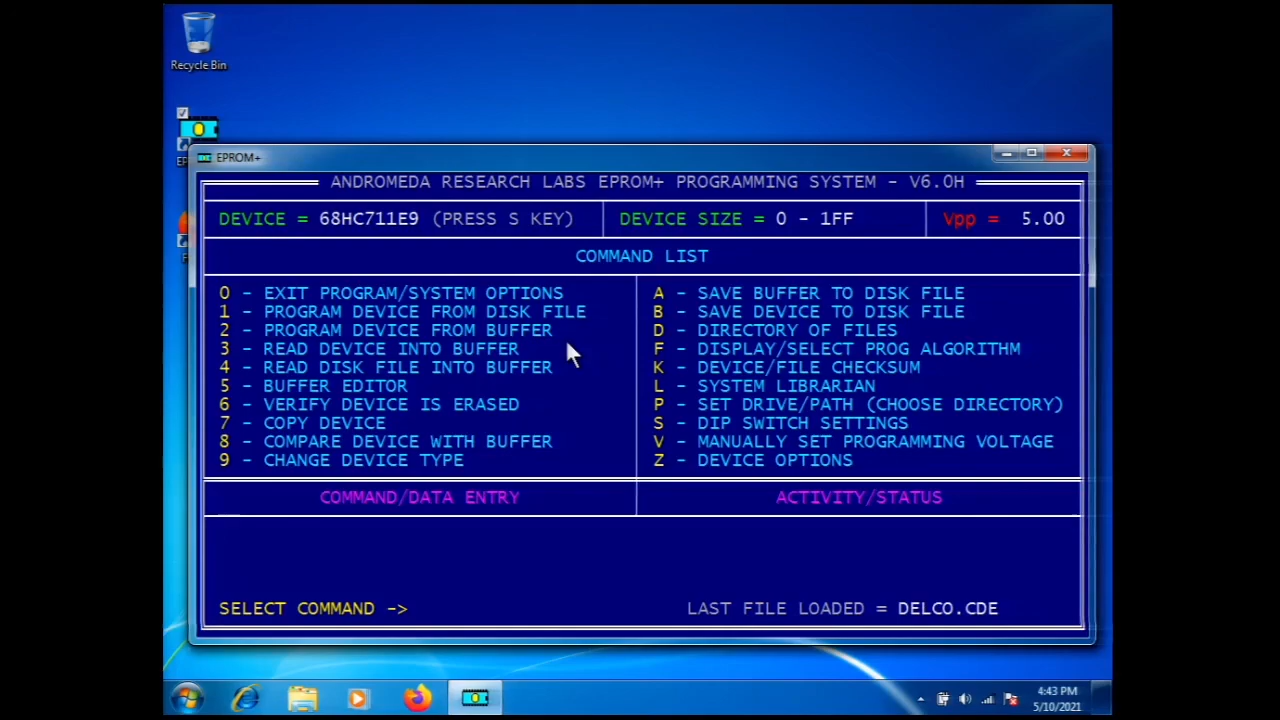 Recycle Bin
EPROM+
ANDROMEDA RESEARCH LABS EPROM+ PROGRAMMING SYSTEM - V6.0H
DEVICE = 68HC711E9 (PRESS S KEY)
DEVICE SIZE = 0 - 1FF
Vpp = 5.00
COMMAND LIST
0 - EXIT PROGRAM/SYSTEM OPTIONS
1 - PROGRAM DEVICE FROM DISK FILE
2 - PROGRAM DEVICE FROM BUFFER
3 - READ DEVICE INTO BUFFER
4 - READ DISK FILE INTO BUFFER
5 - BUFFER EDITOR
6 - VERIFY DEVICE IS ERASED
7 - COPY DEVICE
8 - COMPARE DEVICE WITH BUFFER
9 - CHANGE DEVICE TYPE
A - SAVE BUFFER TO DISK FILE
B - SAVE DEVICE TO DISK FILE
D - DIRECTORY OF FILES
F - DISPLAY/SELECT PROG ALGORITHM
K - DEVICE/FILE CHECKSUM
L - SYSTEM LIBRARIAN
P - SET DRIVE/PATH (CHOOSE DIRECTORY)
S - DIP SWITCH SETTINGS
V - MANUALLY SET PROGRAMMING VOLTAGE
Z - DEVICE OPTIONS
COMMAND/DATA ENTRY
ACTIVITY/STATUS
SELECT COMMAND ->
LAST FILE LOADED = DELCO.CDE
4:43 PM
5/10/2021